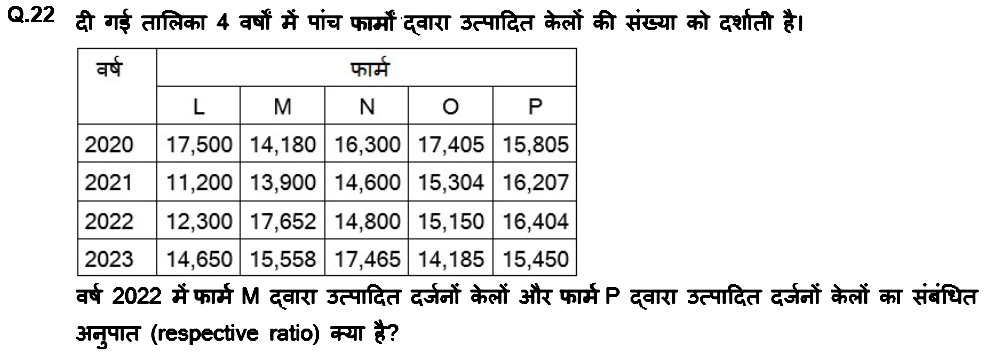 Q.22 दी गई तालिका 4 वर्षों में पांच फार्मों द्वारा उत्पादित केलों की संख्या को दर्शाती है।
वर्ष फार्म
L M N O P
2020 17,500 14,180 16,300 17,405 15,805
2021 11,200 13,900 14,600 15,304 16,207
2022 12,300 17,652 14,800 15,150 16,404
2023 14,650 15,558 17,465 14,185 15,450
वर्ष 2022 में फार्म M द्वारा उत्पादित दर्जनों केलों और फार्म P द्वारा उत्पादित दर्जनों केलों का संबंधित
अनुपात (respective ratio) क्या है?